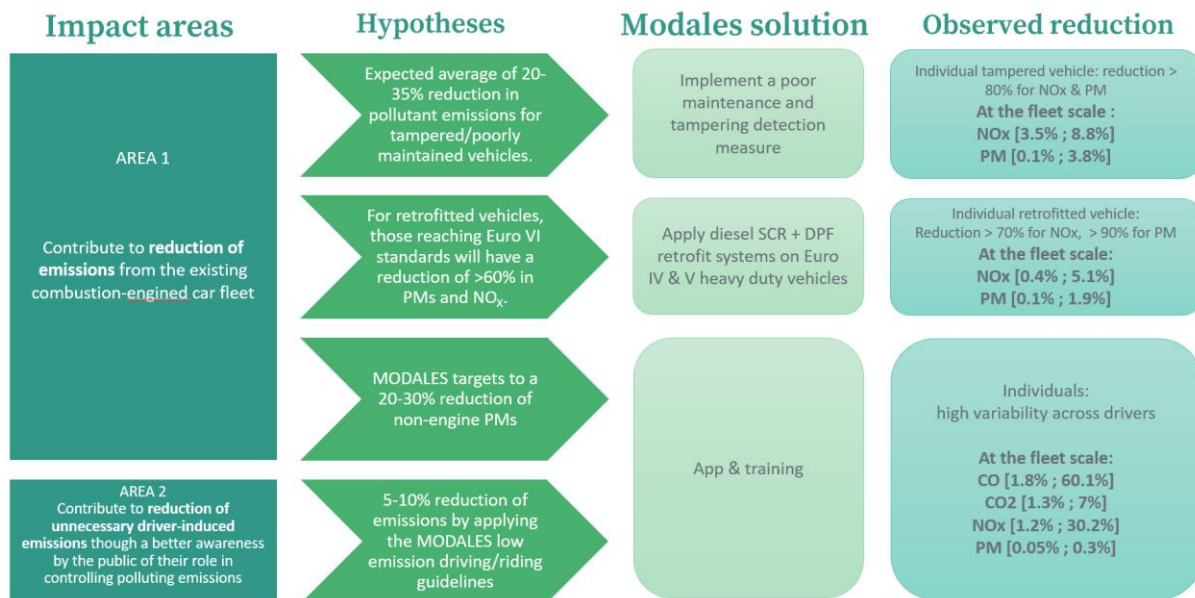 Impact areas
Hypotheses
Modales solution
Observed reduction
AREA 1
Contribute to reduction of
emissions from the existing
combustion-engined car fleet
Expected average of 20-
35% reduction in
pollutant emissions for
tampered/poorly
maintained vehicles.
Implement a poor
maintenance and
tampering detection
measure
Individual tampered vehicle: reduction >
80% for NOx & PM
At the fleet scale :
NOx [3.5% ; 8.8%]
PM [0.1% ; 3.8%]
For retrofitted vehicles,
those reaching Euro VI
standards will have a
reduction of >60% in
PMs and NOX.
Apply diesel SCR + DPF
retrofit systems on Euro
IV & V heavy duty vehicles
Individual retrofitted vehicle:
Reduction > 70% for NOx, > 90% for PM
At the fleet scale:
NOx [0.4% ; 5.1%]
PM [0.1% ; 1.9%]
MODALES targets to a
20-30% reduction of
non-engine PMs
App & training
Individuals:
high variability across drivers
At the fleet scale:
CO [1.8% ; 60.1%]
CO2 [1.3% ; 7%]
NOx [1.2% ; 30.2%]
PM [0.05% ; 0.3%]
AREA 2
Contribute to reduction of
unnecessary driver-induced
emissions though a better awareness
by the public of their role in
controlling polluting emissions
5-10% reduction of
emissions by applying
the MODALES low
emission driving/riding
guidelines